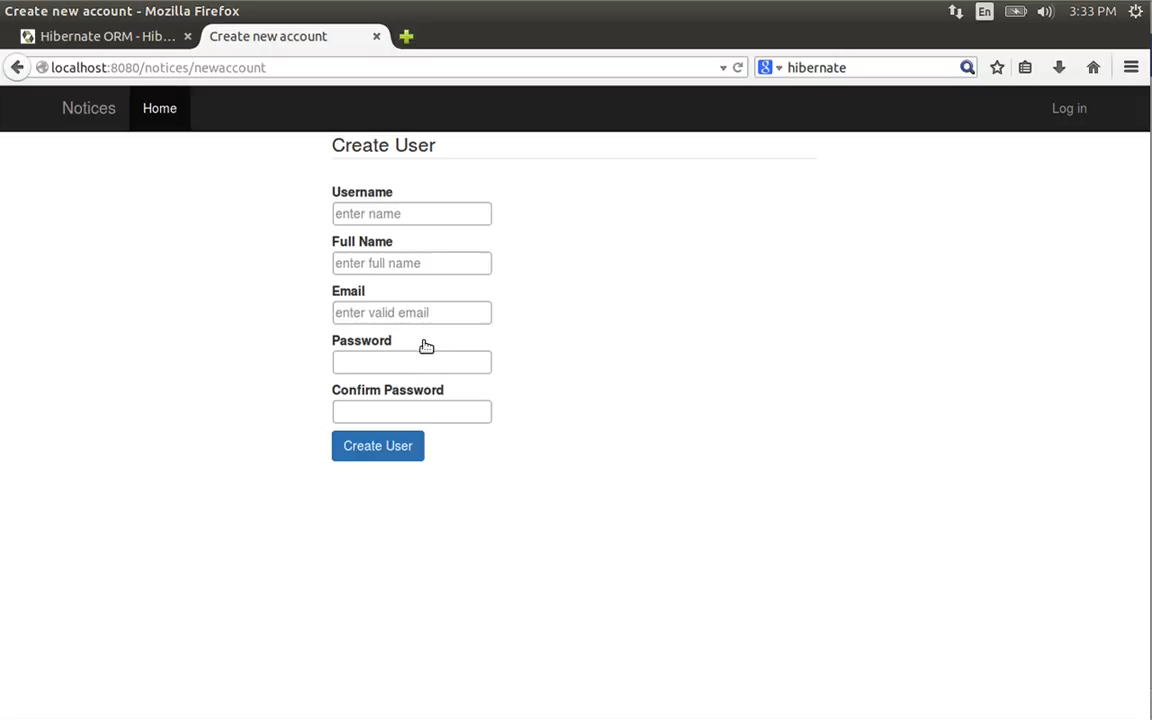 Create new account - Mozilla Firefox
En
3:33 PM
Hibernate ORM - Hib...
Create new account
localhost:8080/notices/newaccount
hibernate
Notices
Home
Log in
Create User
Username
enter name
Full Name
enter full name
Email
enter valid email
Password
Confirm Password
Create User